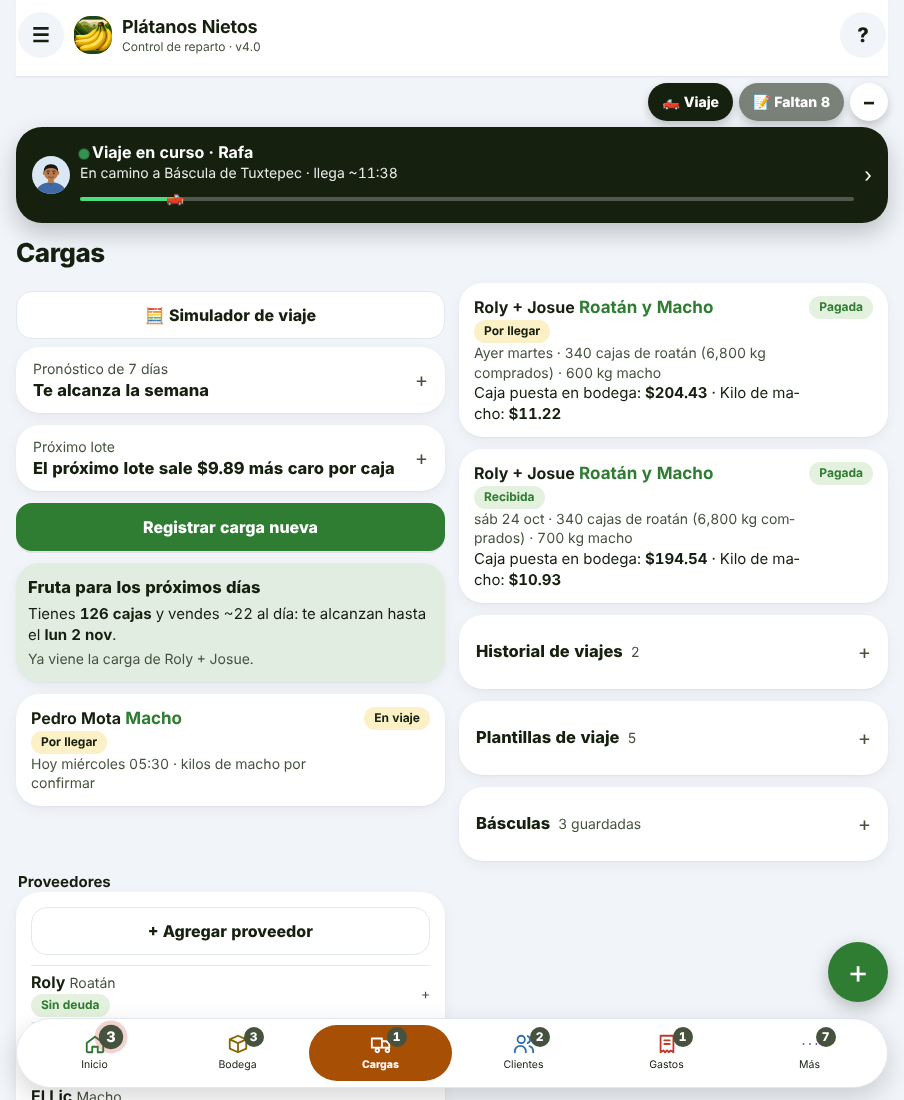 ☰
Plátanos Nietos
Control de reparto · v4.0
?
🛻 Viaje
📝 Faltan 8
−
Viaje en curso · Rafa
En camino a Báscula de Tuxtepec · llega ~11:38
›
Cargas
🧮 Simulador de viaje
Pronóstico de 7 días
Te alcanza la semana
+
Próximo lote
El próximo lote sale $9.89 más caro por caja
+
Registrar carga nueva
Fruta para los próximos días
Tienes 126 cajas y vendes ~22 al día: te alcanzan hasta
el lun 2 nov.
Ya viene la carga de Roly + Josue.
Pedro Mota Macho
En viaje
Por llegar
Hoy miércoles 05:30 · kilos de macho por
confirmar
Roly + Josue Roatán y Macho
Pagada
Por llegar
Ayer martes · 340 cajas de roatán (6,800 kg
comprados) · 600 kg macho
Caja puesta en bodega: $204.43 · Kilo de ma-
cho: $11.22
Roly + Josue Roatán y Macho
Pagada
Recibida
sáb 24 oct · 340 cajas de roatán (6,800 kg com-
prados) · 700 kg macho
Caja puesta en bodega: $194.54 · Kilo de ma-
cho: $10.93
Historial de viajes 2
+
Plantillas de viaje 5
+
Básculas 3 guardadas
+
Proveedores
+ Agregar proveedor
Roly Roatán
Sin deuda
+
+
3
Inicio
3
Bodega
1
Cargas
2
Clientes
1
Gastos
7
Más
El Lic Macho